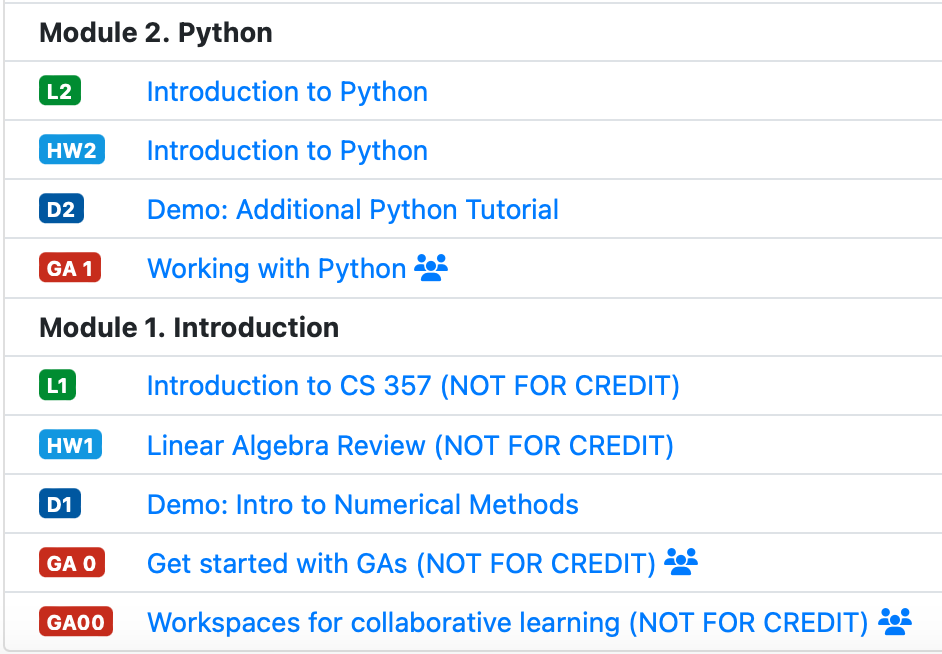 Module 2. Python
L2 Introduction to Python
HW2 Introduction to Python
D2 Demo: Additional Python Tutorial
GA 1 Working with Python
Module 1. Introduction
L1 Introduction to CS 357 (NOT FOR CREDIT)
HW1 Linear Algebra Review (NOT FOR CREDIT)
D1 Demo: Intro to Numerical Methods
GA 0 Get started with GAs (NOT FOR CREDIT)
GA00 Workspaces for collaborative learning (NOT FOR CREDIT)